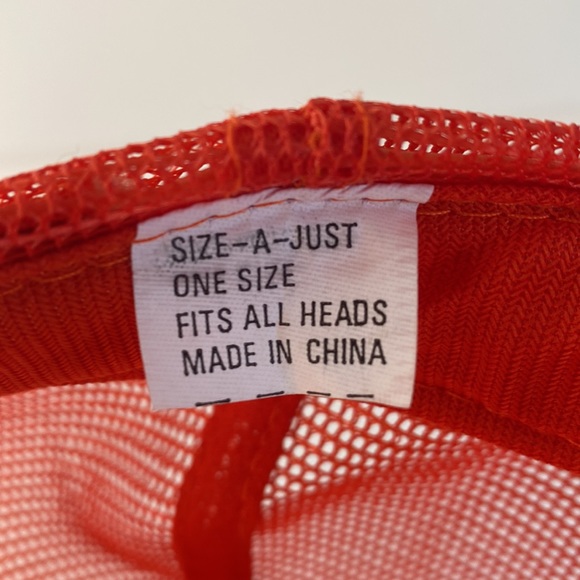 SIZE-A-JUST
ONE SIZE
FITS ALL HEADS
MADE IN CHINA